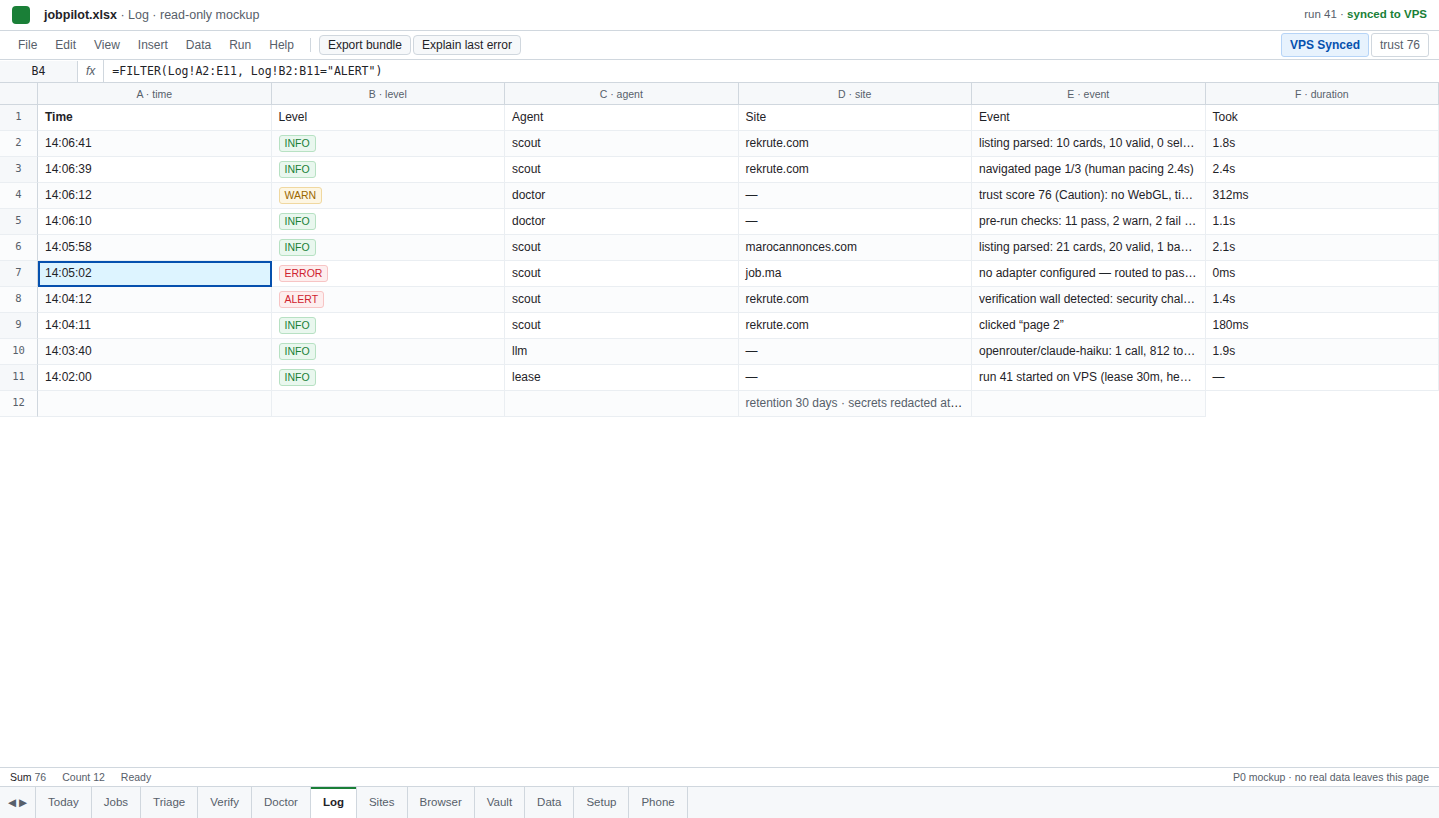 jobpilot.xlsx · Log · read-only mockup run 41 · synced to VPS
File Edit View Insert Data Run Help Export bundle Explain last error VPS Synced trust 76
B4 fx =FILTER(Log!A2:E11, Log!B2:B11="ALERT")
A · time B · level C · agent D · site E · event F · duration
1 Time Level Agent Site Event Took
2 14:06:41 INFO scout rekrute.com listing parsed: 10 cards, 10 valid, 0 sel… 1.8s
3 14:06:39 INFO scout rekrute.com navigated page 1/3 (human pacing 2.4s) 2.4s
4 14:06:12 WARN doctor — trust score 76 (Caution): no WebGL, ti… 312ms
5 14:06:10 INFO doctor — pre-run checks: 11 pass, 2 warn, 2 fail … 1.1s
6 14:05:58 INFO scout marocannonces.com listing parsed: 21 cards, 20 valid, 1 ba… 2.1s
7 14:05:02 ERROR scout job.ma no adapter configured — routed to pas… 0ms
8 14:04:12 ALERT scout rekrute.com verification wall detected: security chal… 1.4s
9 14:04:11 INFO scout rekrute.com clicked “page 2” 180ms
10 14:03:40 INFO llm — openrouter/claude-haiku: 1 call, 812 to… 1.9s
11 14:02:00 INFO lease — run 41 started on VPS (lease 30m, he… —
12 retention 30 days · secrets redacted at…
Sum 76 Count 12 Ready P0 mockup · no real data leaves this page
◀ ▶ Today Jobs Triage Verify Doctor Log Sites Browser Vault Data Setup Phone